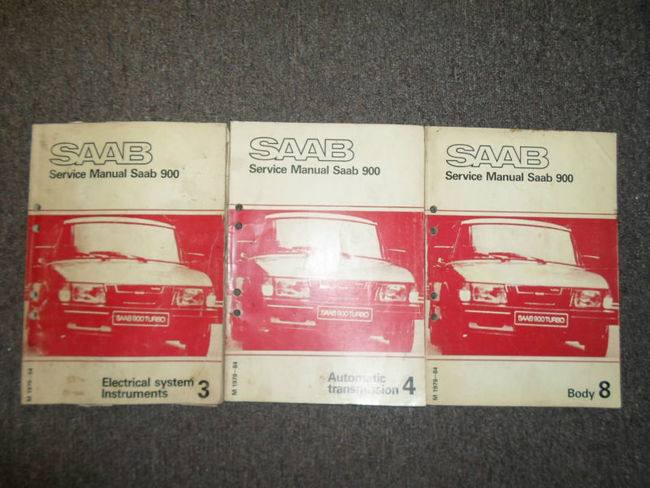 SAAB
Service Manual Saab 900
SAAB 900 TURBO
M 1979-84
Electrical system
Instruments 3
SAAB
Service Manual Saab 900
SAAB 900 TURBO
M 1979-84
Automatic
transmission 4
SAAB
Service Manual Saab 900
SAAB 900 TURBO
M 1979-84
Body 8